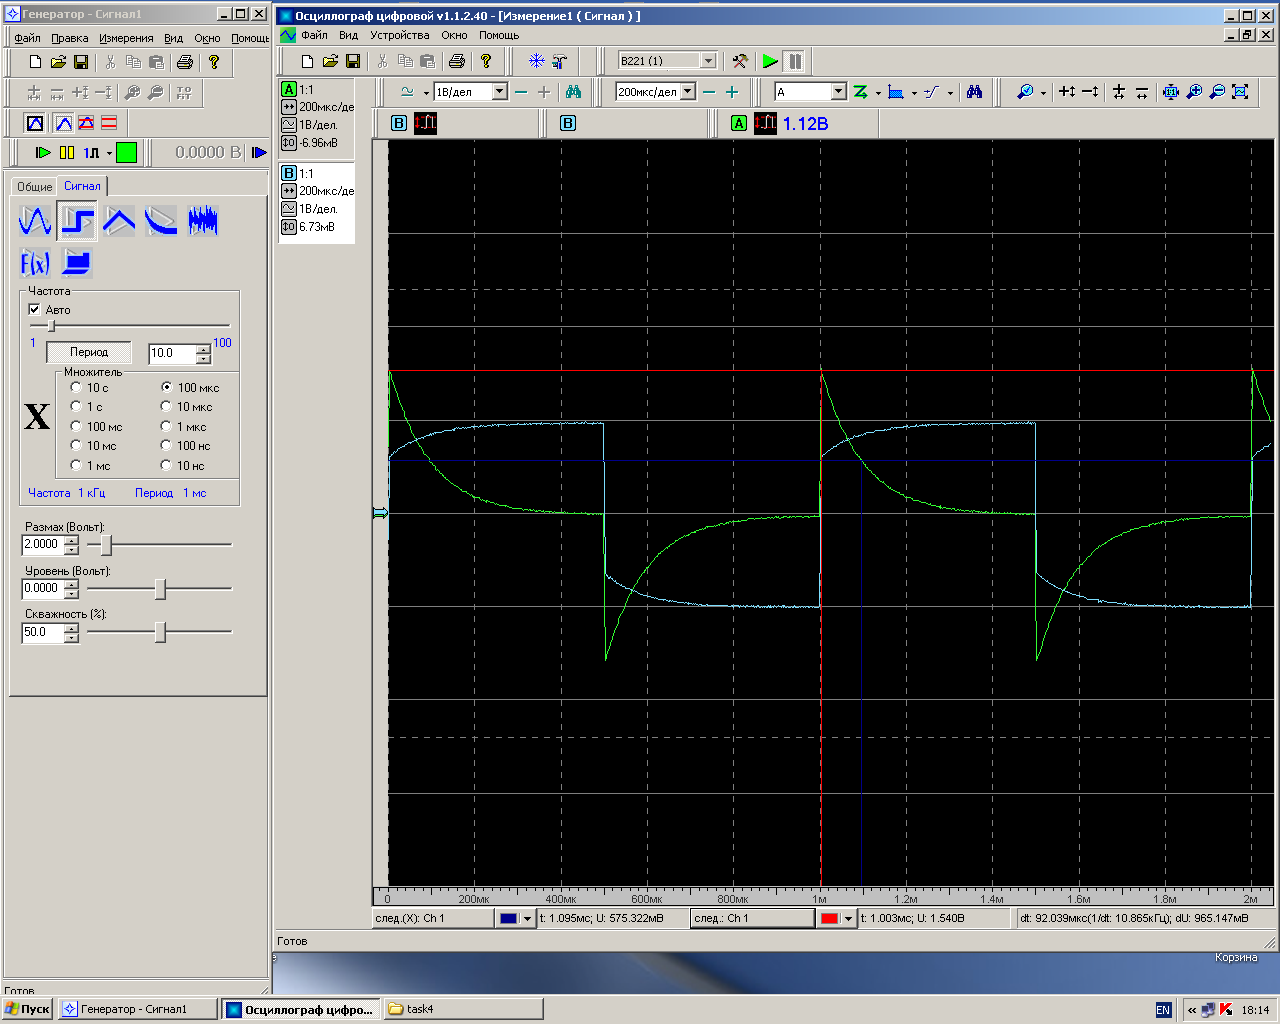 Генератор - Сигнал1
Файл Правка Измерения Вид Окно Помощь
0.0000 В
Общие Сигнал
F(x)
Частота
Авто
1 100
Период 10.0
Множитель
X
10 с 100 мкс
1 с 10 мкс
100 мс 1 мкс
10 мс 100 нс
1 мс 10 нс
Частота 1 кГц Период 1 мс
Размах (Вольт):
2.0000
Уровень (Вольт):
0.0000
Скважность (%):
50.0
Готов
Осциллограф цифровой v1.1.2.40 - [Измерение1 ( Сигнал ) ]
Файл Вид Устройства Окно Помощь
B221 (1)
A 1:1
200мкс/де
1В/дел.
-6.96мВ
B 1:1
200мкс/де
1В/дел.
6.73мВ
1В/дел 200мкс/дел A
B B A 1.12В
0 200мк 400мк 600мк 800мк 1м 1.2м 1.4м 1.6м 1.8м 2м
след.(X): Ch 1 t: 1.095мс; U: 575.322мВ след.: Ch 1 t: 1.003мс; U: 1.540В dt: 92.039мкс(1/dt: 10.865кГц); dU: 965.147мВ
Готов
Корзина
Пуск Генератор - Сигнал1 Осциллограф цифро... task4 EN « 18:14